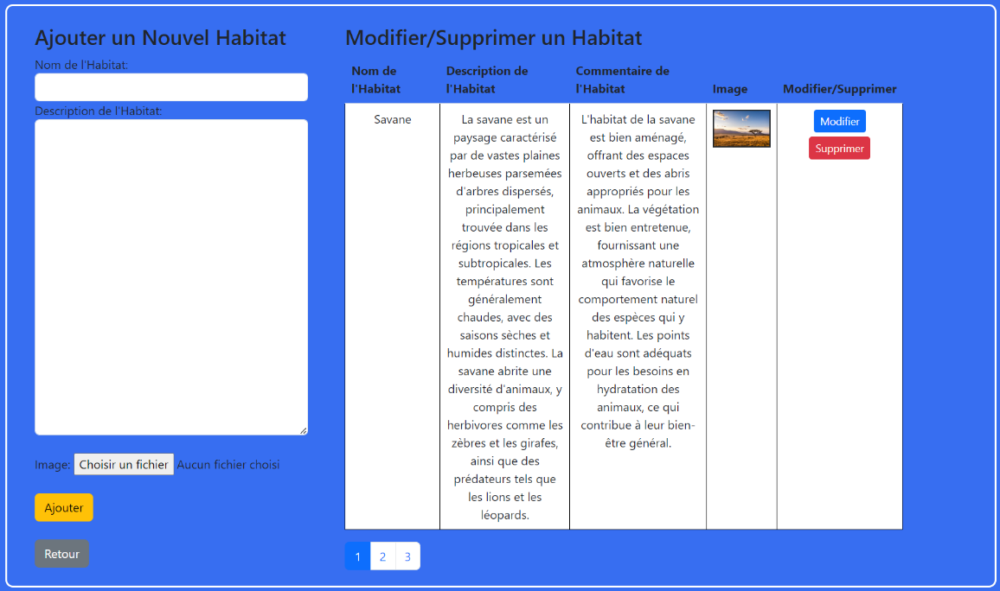 Ajouter un Nouvel Habitat
Nom de l'Habitat:
Description de l'Habitat:
Image: Choisir un fichier Aucun fichier choisi
Ajouter
Retour
Modifier/Supprimer un Habitat
Nom de
l'Habitat
Description de
l'Habitat
Commentaire de
l'Habitat
Image
Modifier/Supprimer
Savane
La savane est un
paysage caractérisé
par de vastes plaines
herbeuses parsemées
d'arbres dispersés,
principalement
trouvée dans les
régions tropicales et
subtropicales. Les
températures sont
généralement
chaudes, avec des
saisons sèches et
humides distinctes. La
savane abrite une
diversité d'animaux, y
compris des
herbivores comme les
zèbres et les girafes,
ainsi que des
prédateurs tels que
les lions et les
léopards.
L'habitat de la savane
est bien aménagé,
offrant des espaces
ouverts et des abris
appropriés pour les
animaux. La végétation
est bien entretenue,
fournissant une
atmosphère naturelle
qui favorise le
comportement naturel
des espèces qui y
habitent. Les points
d'eau sont adéquats
pour les besoins en
hydratation des
animaux, ce qui
contribue à leur bien-
être général.
Modifier
Supprimer
1 2 3